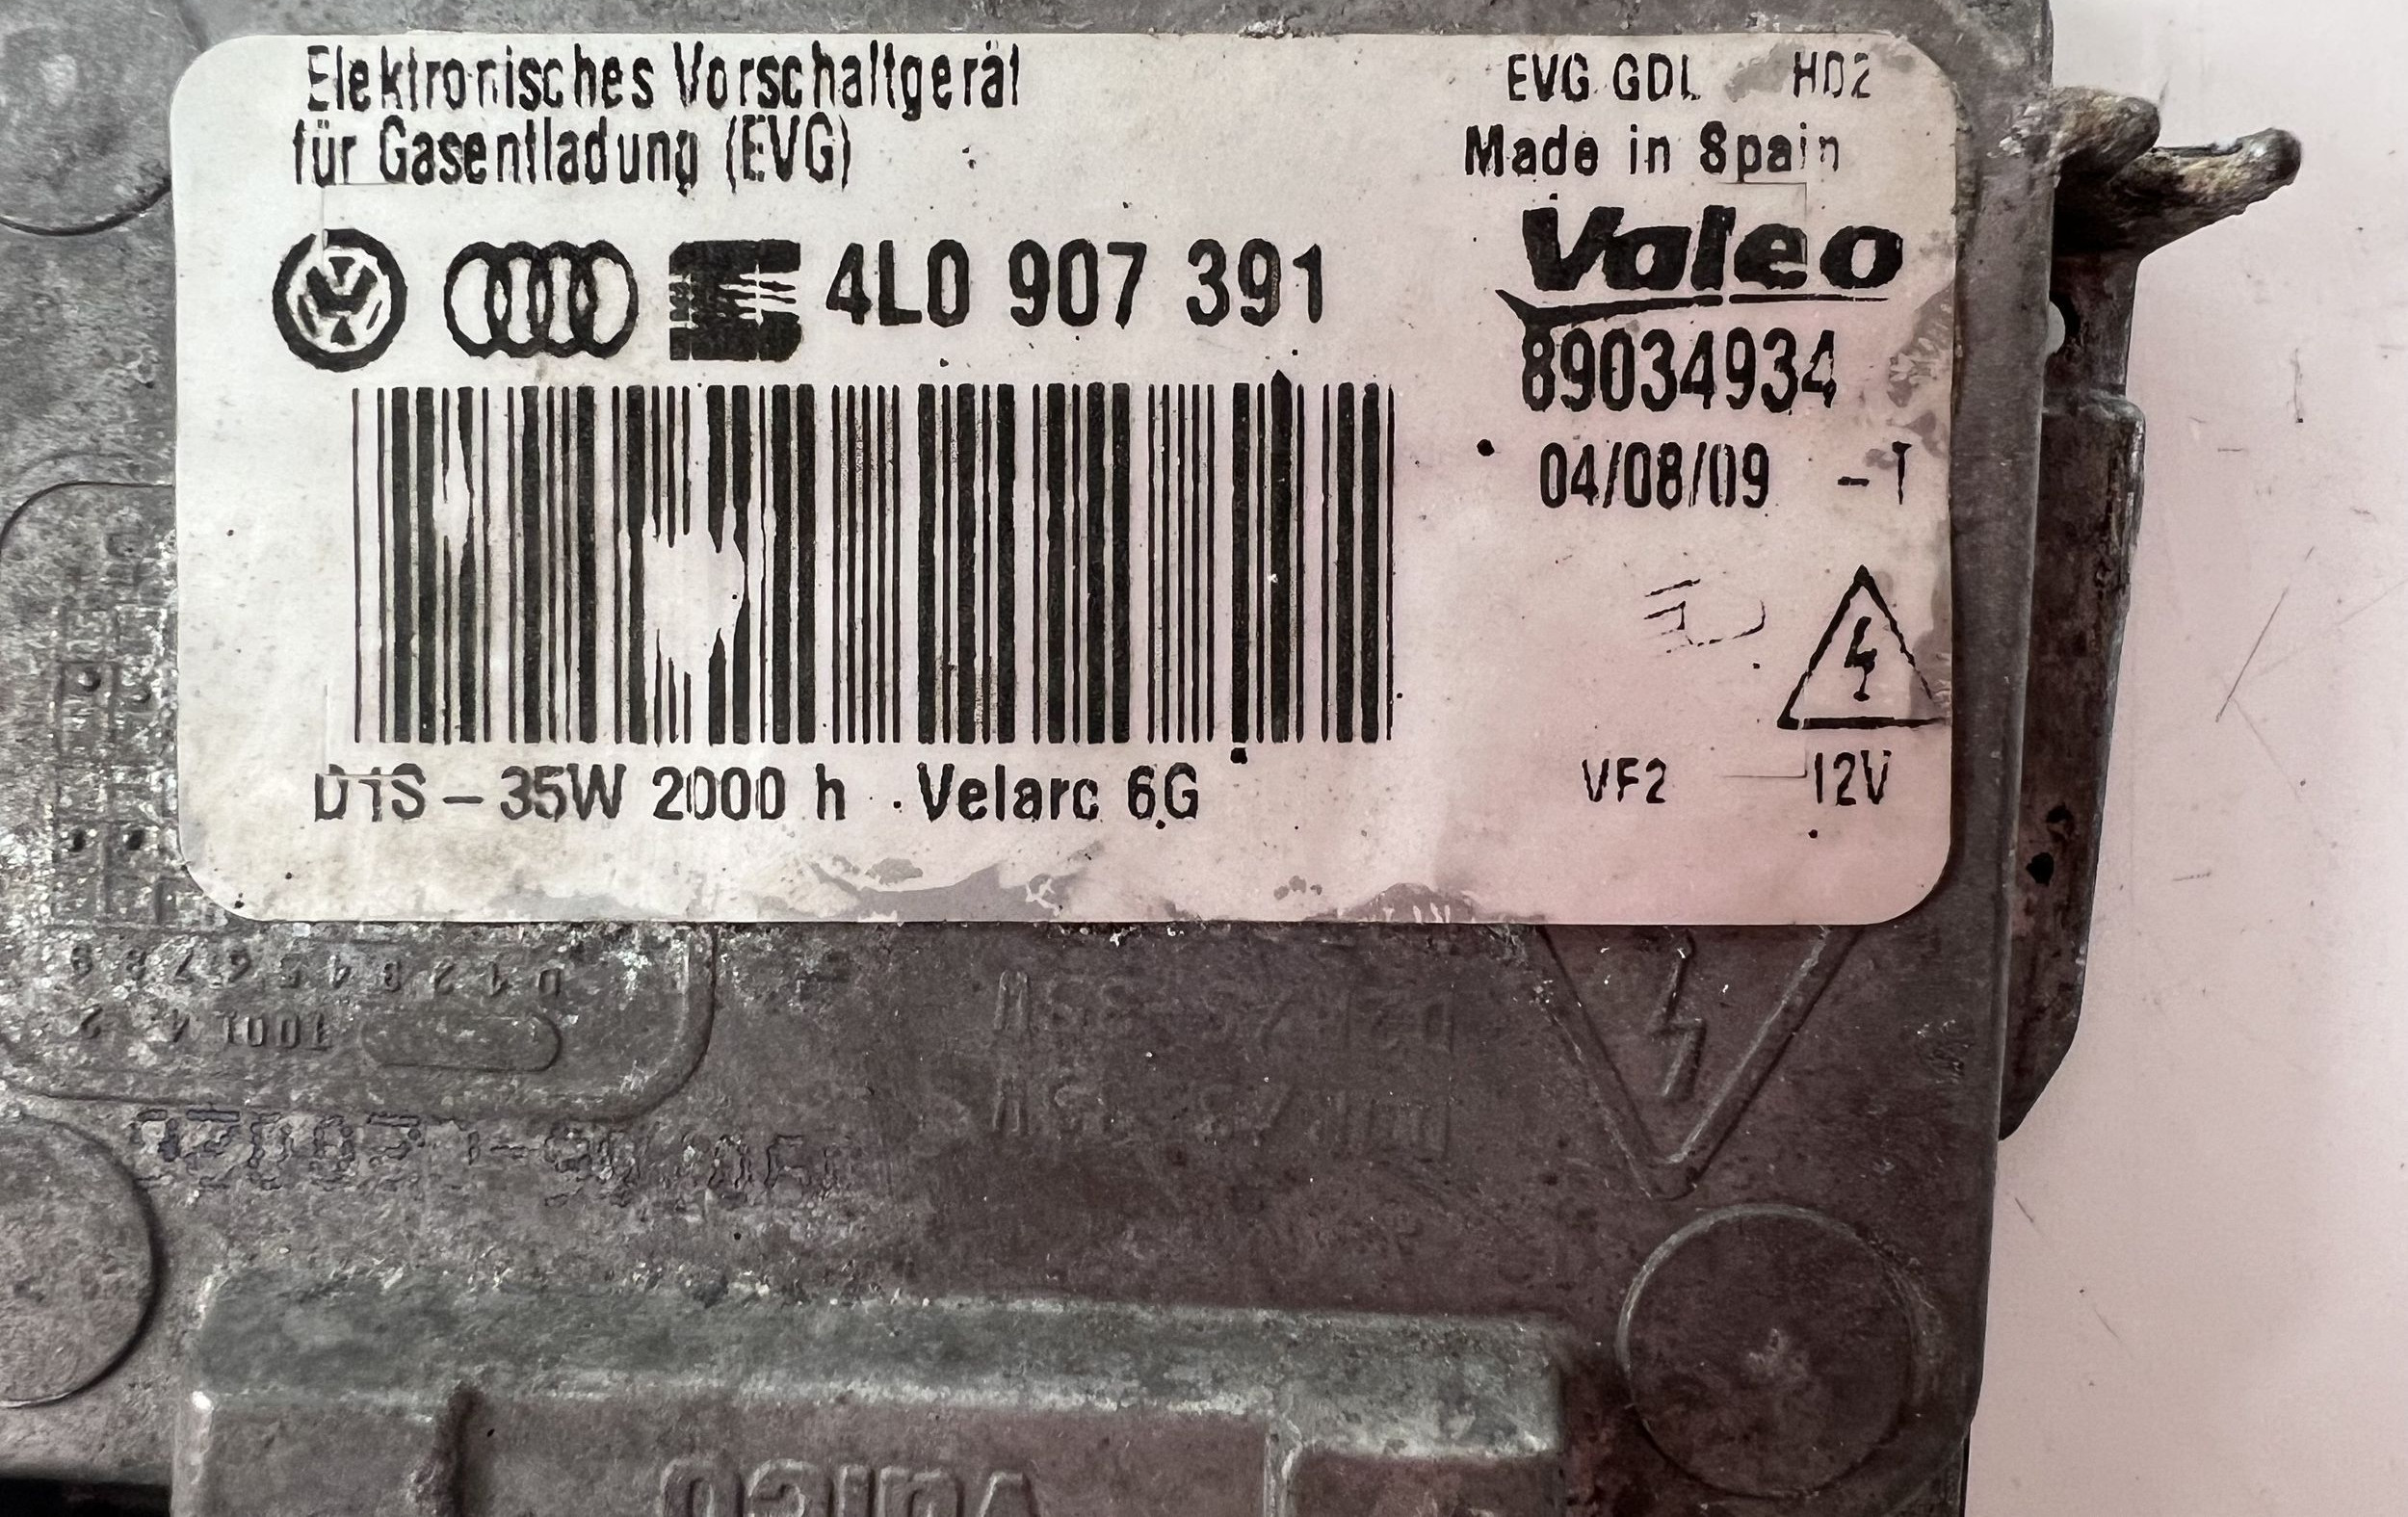 Elektronisches Vorschaltgerät
für Gasentladung (EVG)
4L0 907 391
D1S - 35W 2000 h Velarc 6G
EVG GDL HD2
Made in Spain
Valeo
89034934
04/08/09 -T
VF2 12V
Valeo